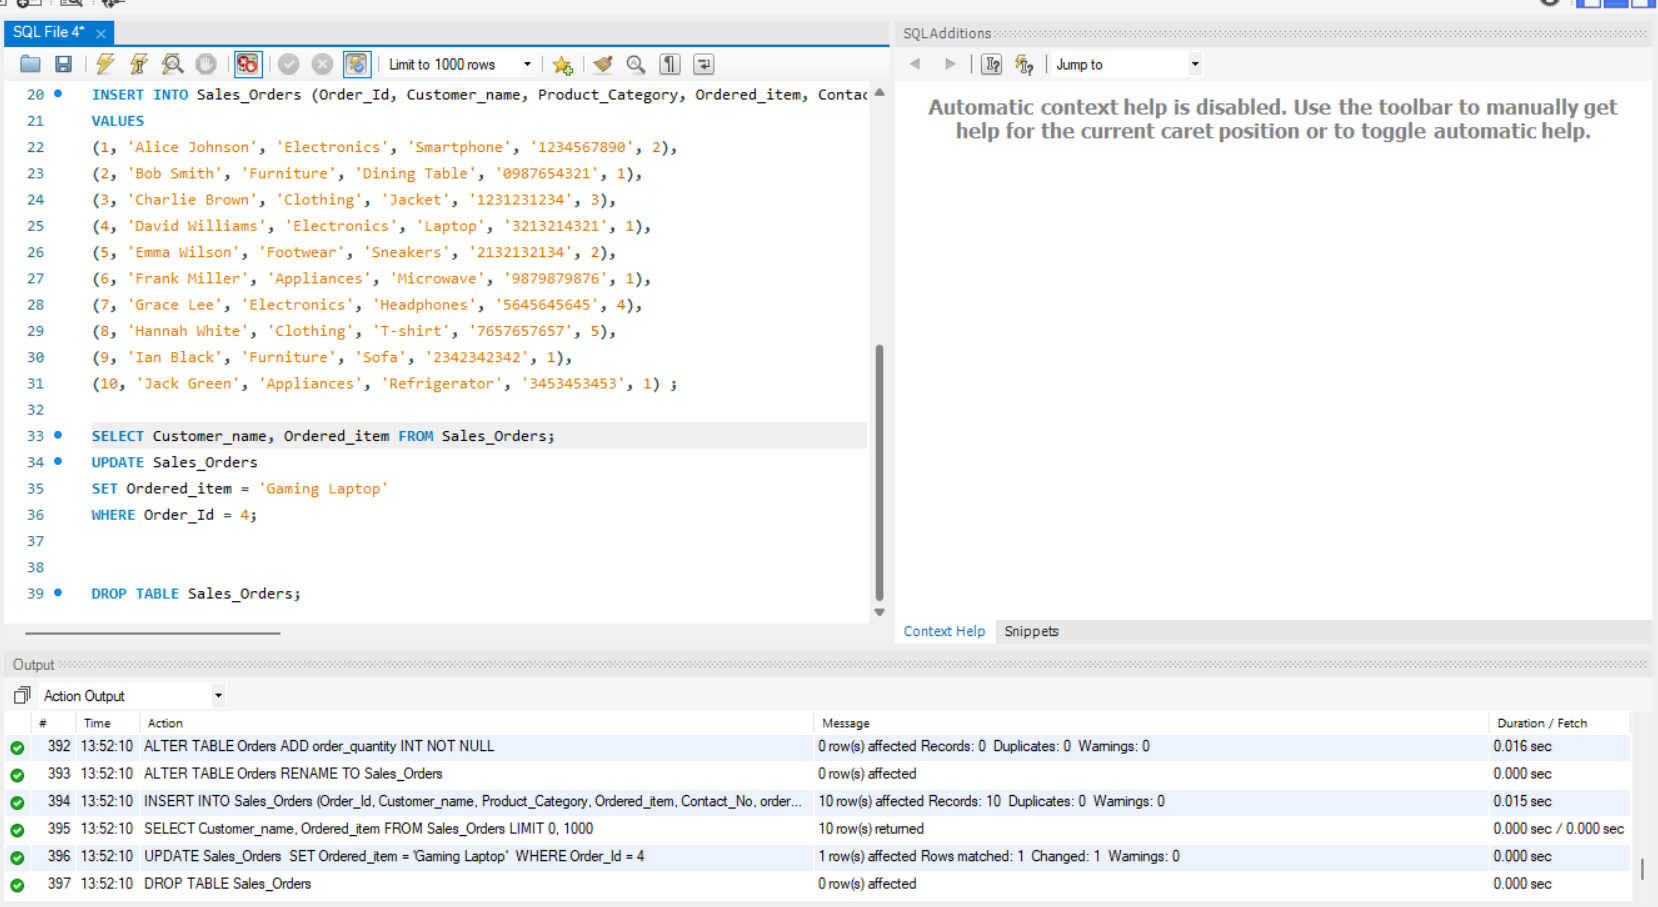 SQL File 4*
SQLAdditions
Limit to 1000 rows
Jump to
20 INSERT INTO Sales_Orders (Order_Id, Customer_name, Product_Category, Ordered_item, Contac
21 VALUES
22 (1, 'Alice Johnson', 'Electronics', 'Smartphone', '1234567890', 2),
23 (2, 'Bob Smith', 'Furniture', 'Dining Table', '0987654321', 1),
24 (3, 'Charlie Brown', 'Clothing', 'Jacket', '1231231234', 3),
25 (4, 'David Williams', 'Electronics', 'Laptop', '3213214321', 1),
26 (5, 'Emma Wilson', 'Footwear', 'Sneakers', '2132132134', 2),
27 (6, 'Frank Miller', 'Appliances', 'Microwave', '9879879876', 1),
28 (7, 'Grace Lee', 'Electronics', 'Headphones', '5645645645', 4),
29 (8, 'Hannah White', 'Clothing', 'T-shirt', '7657657657', 5),
30 (9, 'Ian Black', 'Furniture', 'Sofa', '2342342342', 1),
31 (10, 'Jack Green', 'Appliances', 'Refrigerator', '3453453453', 1) ;
32
33 SELECT Customer_name, Ordered_item FROM Sales_Orders;
34 UPDATE Sales_Orders
35 SET Ordered_item = 'Gaming Laptop'
36 WHERE Order_Id = 4;
37
38
39 DROP TABLE Sales_Orders;
Automatic context help is disabled. Use the toolbar to manually get
help for the current caret position or to toggle automatic help.
Context Help Snippets
Output
Action Output
# Time Action Message Duration / Fetch
392 13:52:10 ALTER TABLE Orders ADD order_quantity INT NOT NULL 0 row(s) affected Records: 0 Duplicates: 0 Warnings: 0 0.016 sec
393 13:52:10 ALTER TABLE Orders RENAME TO Sales_Orders 0 row(s) affected 0.000 sec
394 13:52:10 INSERT INTO Sales_Orders (Order_Id, Customer_name, Product_Category, Ordered_item, Contact_No, order... 10 row(s) affected Records: 10 Duplicates: 0 Warnings: 0 0.015 sec
395 13:52:10 SELECT Customer_name, Ordered_item FROM Sales_Orders LIMIT 0, 1000 10 row(s) returned 0.000 sec / 0.000 sec
396 13:52:10 UPDATE Sales_Orders SET Ordered_item = 'Gaming Laptop' WHERE Order_Id = 4 1 row(s) affected Rows matched: 1 Changed: 1 Warnings: 0 0.000 sec
397 13:52:10 DROP TABLE Sales_Orders 0 row(s) affected 0.000 sec